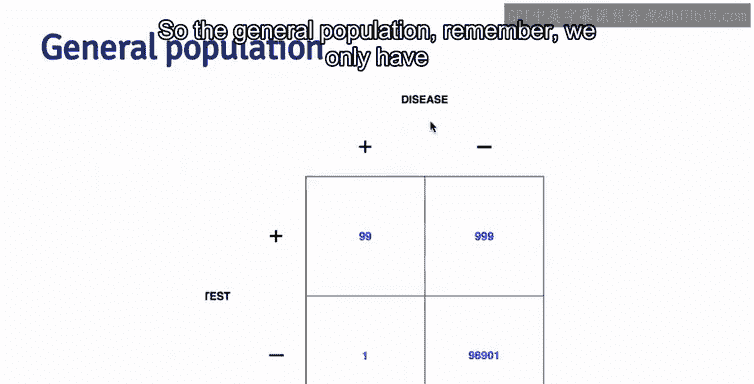 So the general population, remember, we
only have
General population
DISEASE
+ −
+ 99 999
TEST
− 1 98901